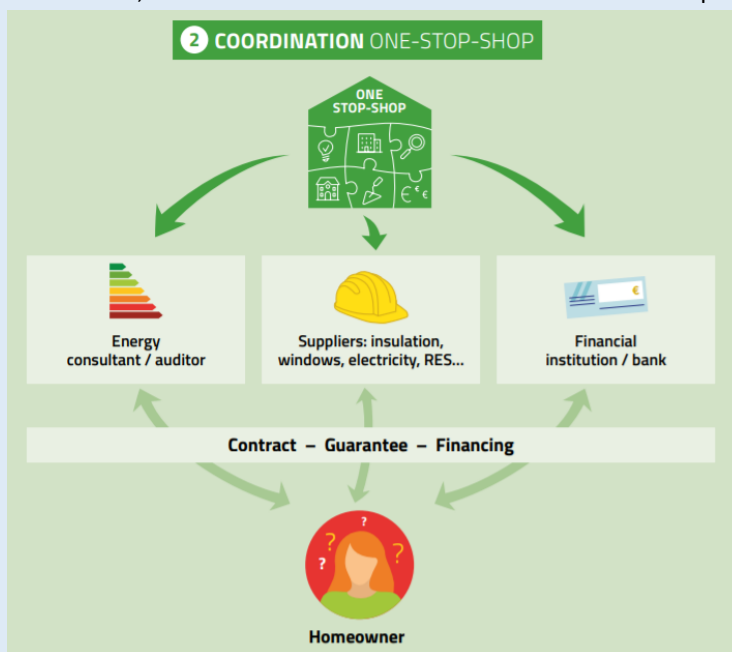 2 COORDINATION ONE-STOP-SHOP
ONE
STOP-SHOP
€ € €
Energy
consultant / auditor
€
Suppliers: insulation,
windows, electricity, RES...
Financial
institution / bank
Contract – Guarantee – Financing
? ? ? ?
Homeowner